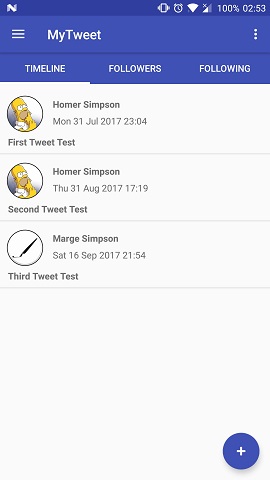 100% 02:53
MyTweet
TIMELINE FOLLOWERS FOLLOWING
Homer Simpson
Mon 31 Jul 2017 23:04
First Tweet Test
Homer Simpson
Thu 31 Aug 2017 17:19
Second Tweet Test
Marge Simpson
Sat 16 Sep 2017 21:54
Third Tweet Test
+